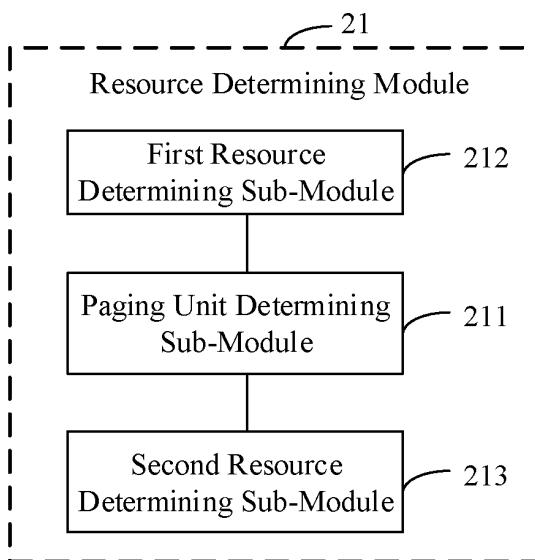 21
Resource Determining Module
First Resource
Determining Sub-Module
212
Paging Unit Determining
Sub-Module
211
Second Resource
Determining Sub-Module
213